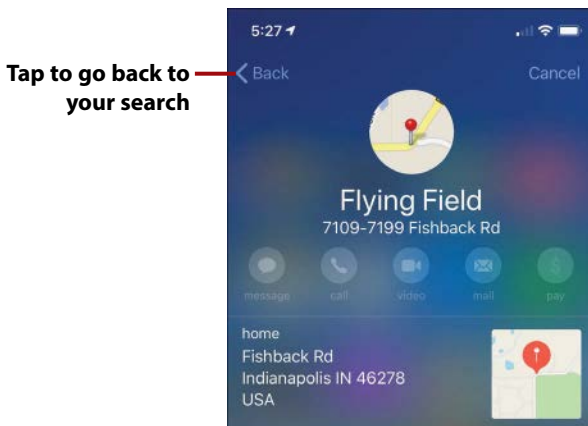 5:27
Tap to go back to
your search
Back
Cancel
Flying Field
7109-7199 Fishback Rd
message call video mail pay
home
Fishback Rd
Indianapolis IN 46278
USA